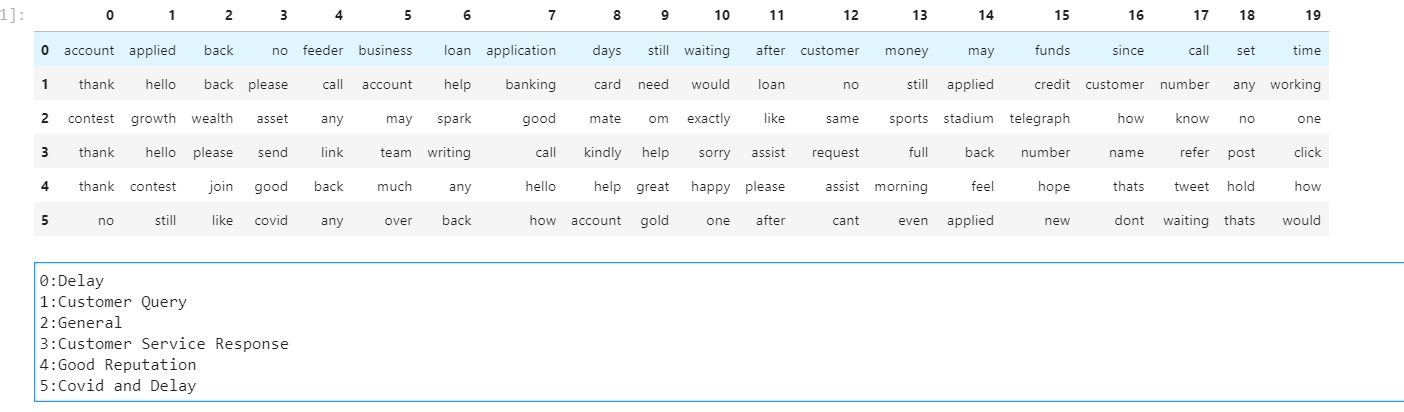 1]:
0 1 2 3 4 5 6 7 8 9 10 11 12 13 14 15 16 17 18 19
0 account applied back no feeder business loan application days still waiting after customer money may funds since call set time
1 thank hello back please call account help banking card need would loan no still applied credit customer number any working
2 contest growth wealth asset any may spark good mate om exactly like same sports stadium telegraph how know no one
3 thank hello please send link team writing call kindly help sorry assist request full back number name refer post click
4 thank contest join good back much any hello help great happy please assist morning feel hope thats tweet hold how
5 no still like covid any over back how account gold one after cant even applied new dont waiting thats would
0:Delay
1:Customer Query
2:General
3:Customer Service Response
4:Good Reputation
5:Covid and Delay